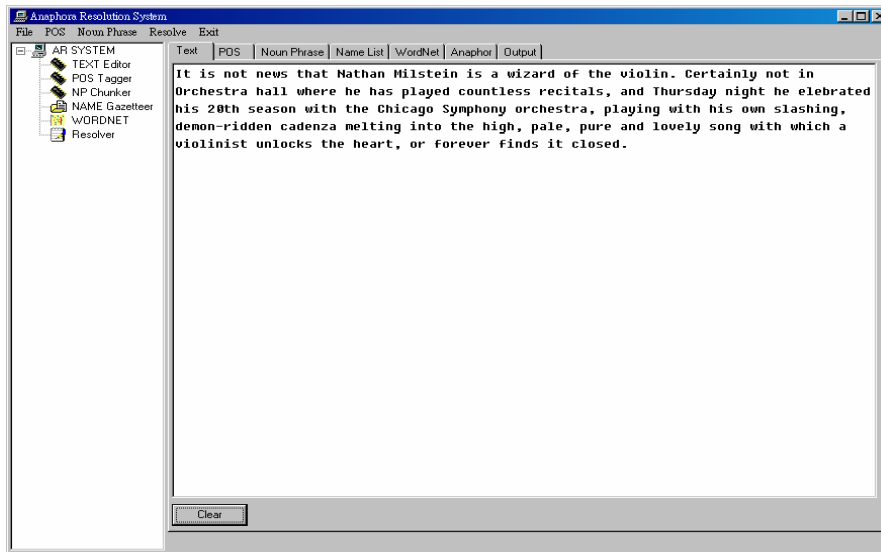 Anaphora Resolution System
File POS Noun Phrase Resolve Exit
AR SYSTEM
TEXT Editor
POS Tagger
NP Chunker
NAME Gazetteer
WORDNET
Resolver
Text POS Noun Phrase Name List WordNet Anaphor Output
It is not news that Nathan Milstein is a wizard of the violin. Certainly not in
Orchestra hall where he has played countless recitals, and Thursday night he elebrated
his 20th season with the Chicago Symphony orchestra, playing with his own slashing,
demon-ridden cadenza melting into the high, pale, pure and lovely song with which a
violinist unlocks the heart, or forever finds it closed.
Clear